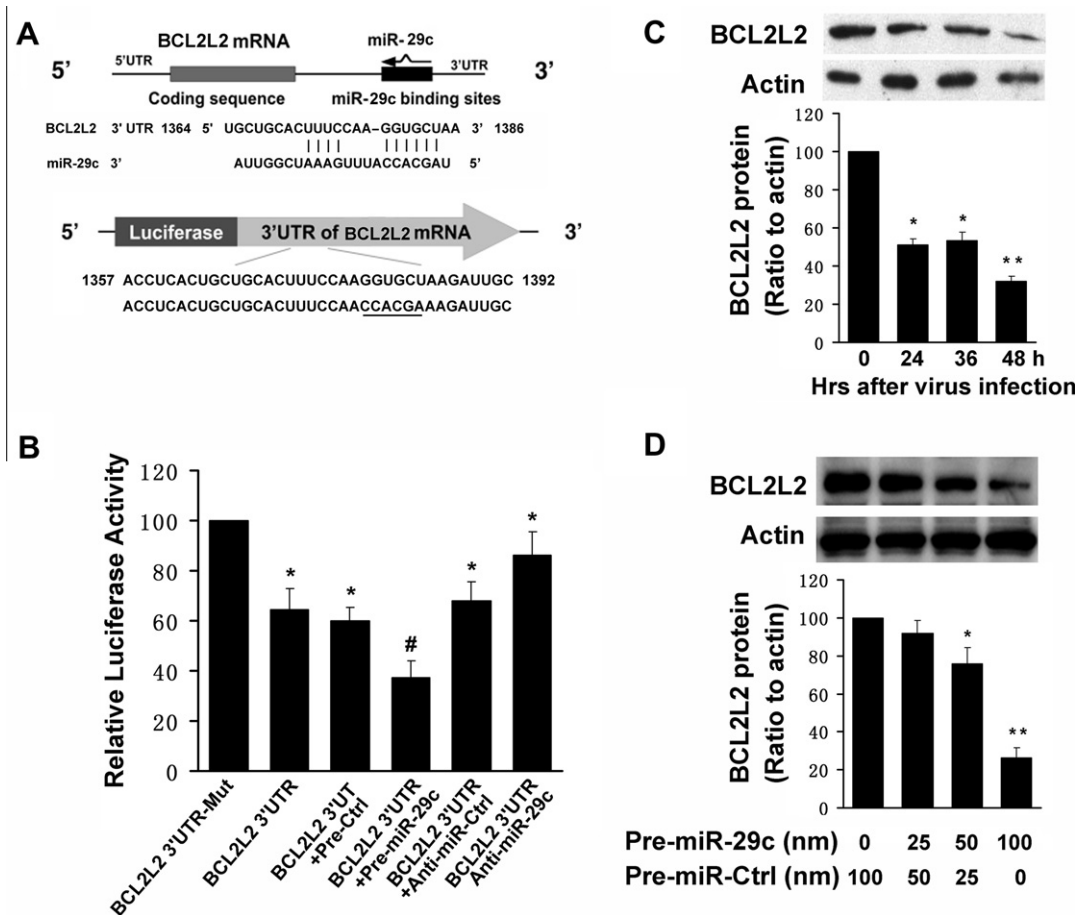 A
BCL2L2 mRNA
miR-29c
5’
5’UTR
3’UTR
3’
Coding sequence
miR-29c binding sites
BCL2L2 3’ UTR 1364 5’ UGCUGCACUUUCCAA–GGUGCUAA 3’ 1386
miR-29c 3’ AUUGGCUAAAGUUUACCACGAU 5’
5’
Luciferase
3’UTR of BCL2L2 mRNA
3’
1357 ACCUCACUGCUGCACUUUCCAAGGUGCUAAGAUUGC 1392
ACCUCACUGCUGCACUUUCCAACCACGAAAGAUUGC
B
Relative Luciferase Activity
120
100
80
60
40
20
0
*
*
#
*
*
BCL2L2 3’UTR-Mut
BCL2L2 3’UTR
BCL2L2 3’UT
+Pre-Ctrl
BCL2L2 3’UTR
+Pre-miR-29c
BCL2L2 3’UTR
+Anti-miR-Ctrl
BCL2L2 3’UTR
Anti-miR-29c
C
BCL2L2
Actin
BCL2L2 protein
(Ratio to actin)
120
100
80
60
40
20
0
*
*
**
0 24 36 48 h
Hrs after virus infection
D
BCL2L2
Actin
BCL2L2 protein
(Ratio to actin)
120
100
80
60
40
20
0
*
**
Pre-miR-29c (nm) 0 25 50 100
Pre-miR-Ctrl (nm) 100 50 25 0